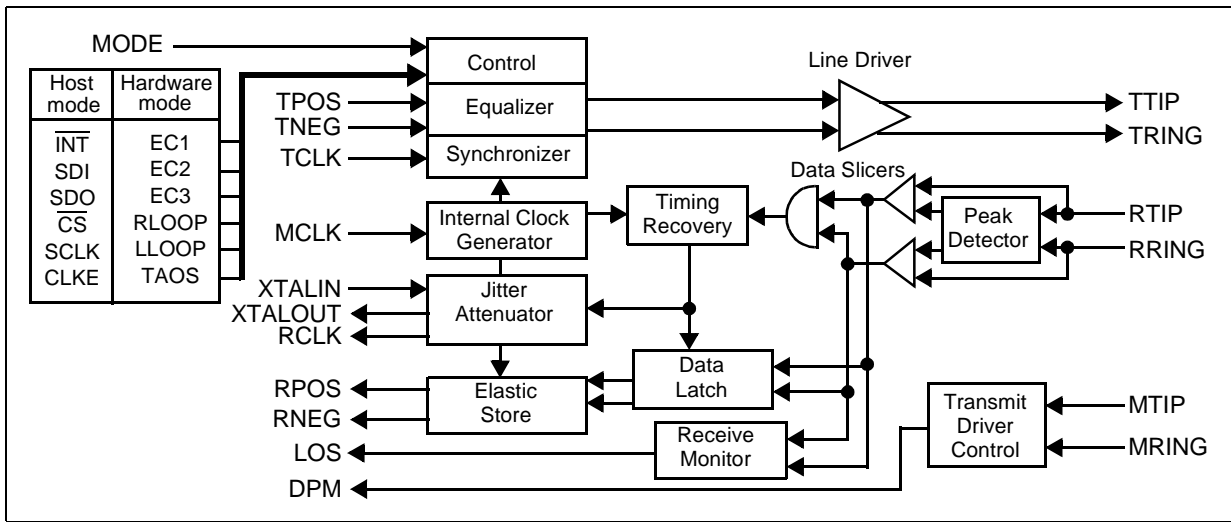 MODE
Host mode
Hardware mode
INT
SDI
SDO
CS
SCLK
CLKE
EC1
EC2
EC3
RLOOP
LLOOP
TAOS
TPOS
TNEG
TCLK
MCLK
XTALIN
XTALOUT
RCLK
RPOS
RNEG
LOS
DPM
Control
Equalizer
Synchronizer
Internal Clock
Generator
Jitter
Attenuator
Elastic
Store
Timing
Recovery
Data
Latch
Receive
Monitor
Line Driver
Data Slicers
Peak
Detector
Transmit
Driver
Control
TTIP
TRING
RTIP
RRING
MTIP
MRING